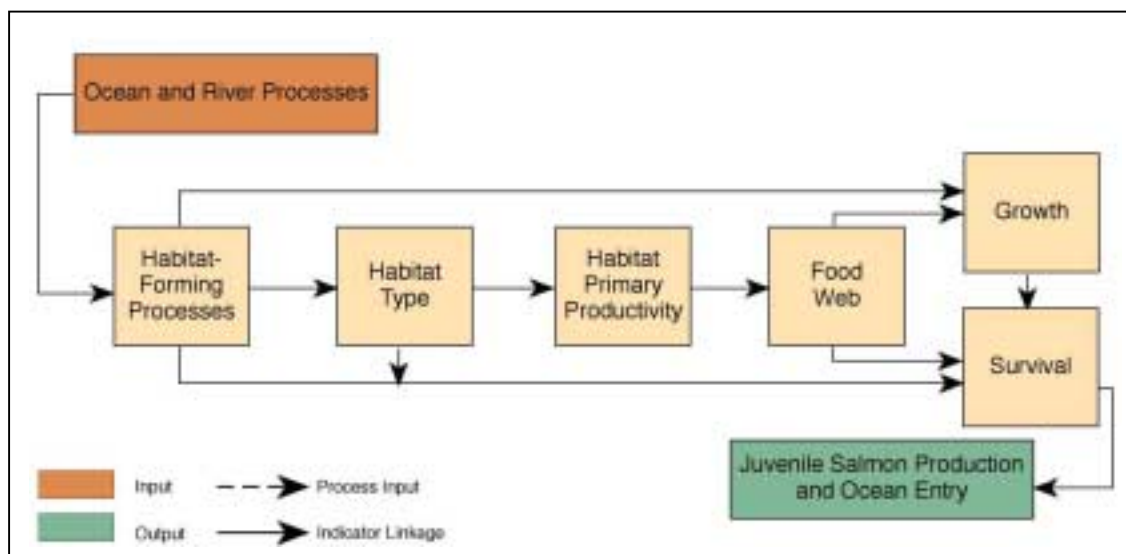 Ocean and River Processes
Growth
Habitat-
Forming
Processes
Habitat
Type
Habitat
Primary
Productivity
Food
Web
Survival
Juvenile Salmon Production
and Ocean Entry
Input
Process Input
Output
Indicator Linkage